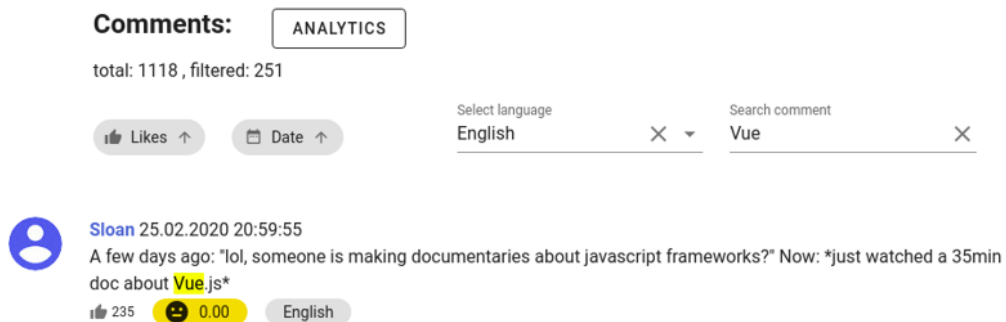 Comments: ANALYTICS
total: 1118 , filtered: 251
Select language Search comment
Likes Date English Vue
Sloan 25.02.2020 20:59:55
A few days ago: "lol, someone is making documentaries about javascript frameworks?" Now: *just watched a 35min
doc about Vue.js*
235 0.00 English